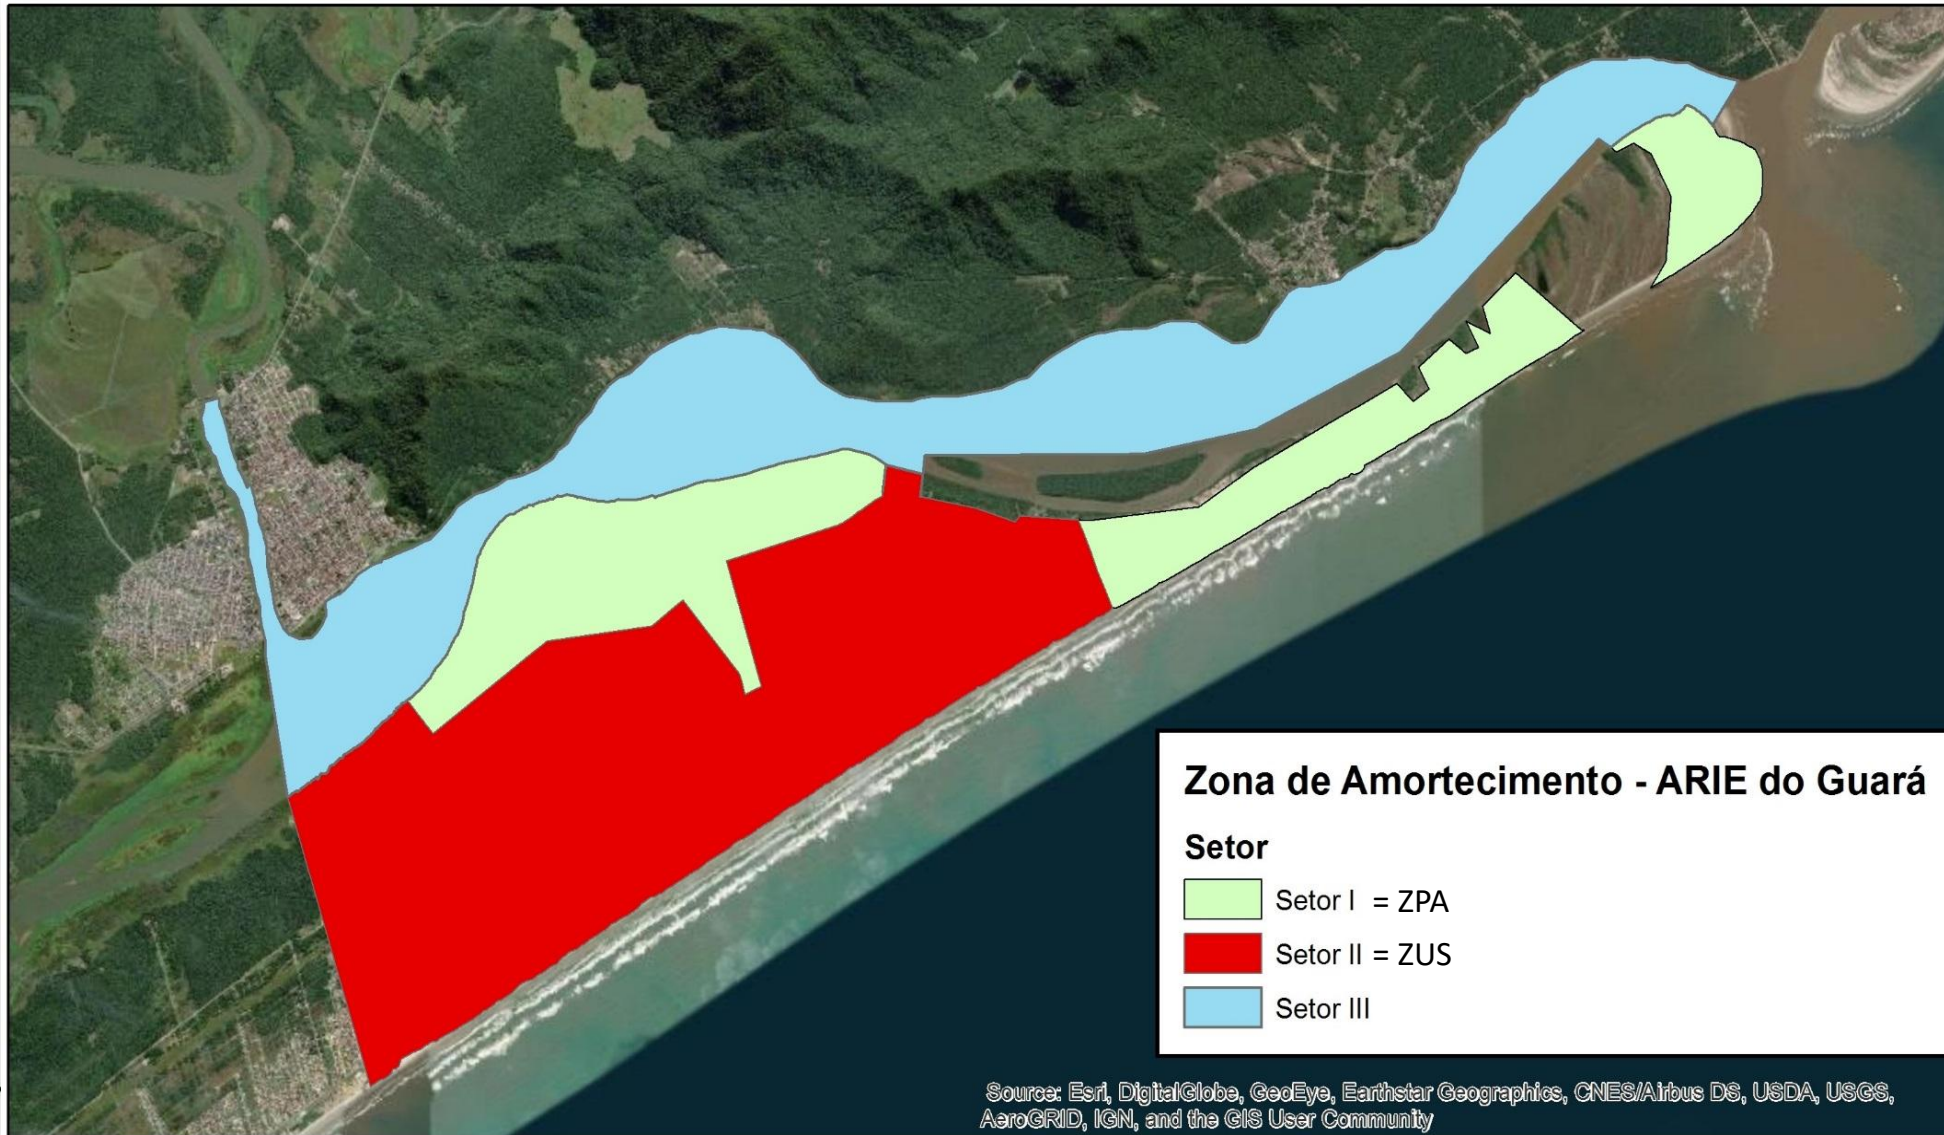 Zona de Amortecimento - ARIE do Guará
Setor
Setor I = ZPA
Setor II = ZUS
Setor III
Source: Esri, DigitalGlobe, GeoEye, Earthstar Geographics, CNES/Airbus DS, USDA, USGS,
AeroGRID, IGN, and the GIS User Community